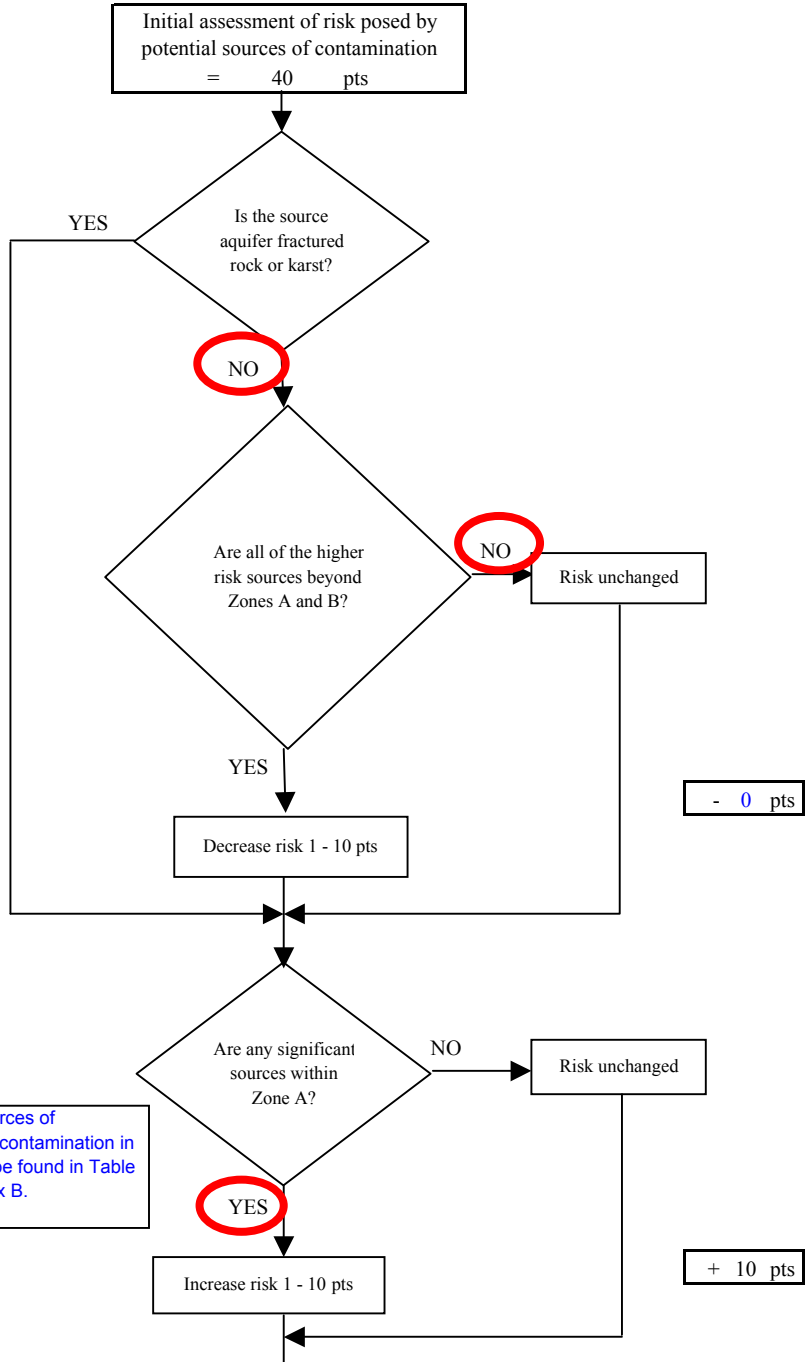 Initial assessment of risk posed by
potential sources of contamination
= 40 pts
YES
Is the source
aquifer fractured
rock or karst?
NO
Are all of the higher
risk sources beyond
Zones A and B?
NO
Risk unchanged
YES
- 0 pts
Decrease risk 1 - 10 pts
Are any significant
sources within
Zone A?
NO
Risk unchanged
rces of
contamination in
e found in Table
x B.
YES
Increase risk 1 - 10 pts
+ 10 pts